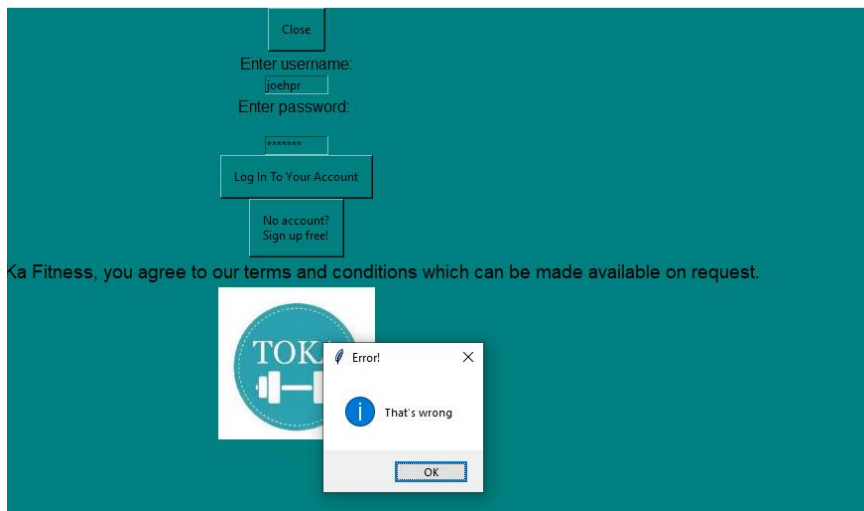 Close
Enter username:
joehpr
Enter password:
*******
Log In To Your Account
No account?
Sign up free!
Ka Fitness, you agree to our terms and conditions which can be made available on request.
TOKA
Error!
That's wrong
OK